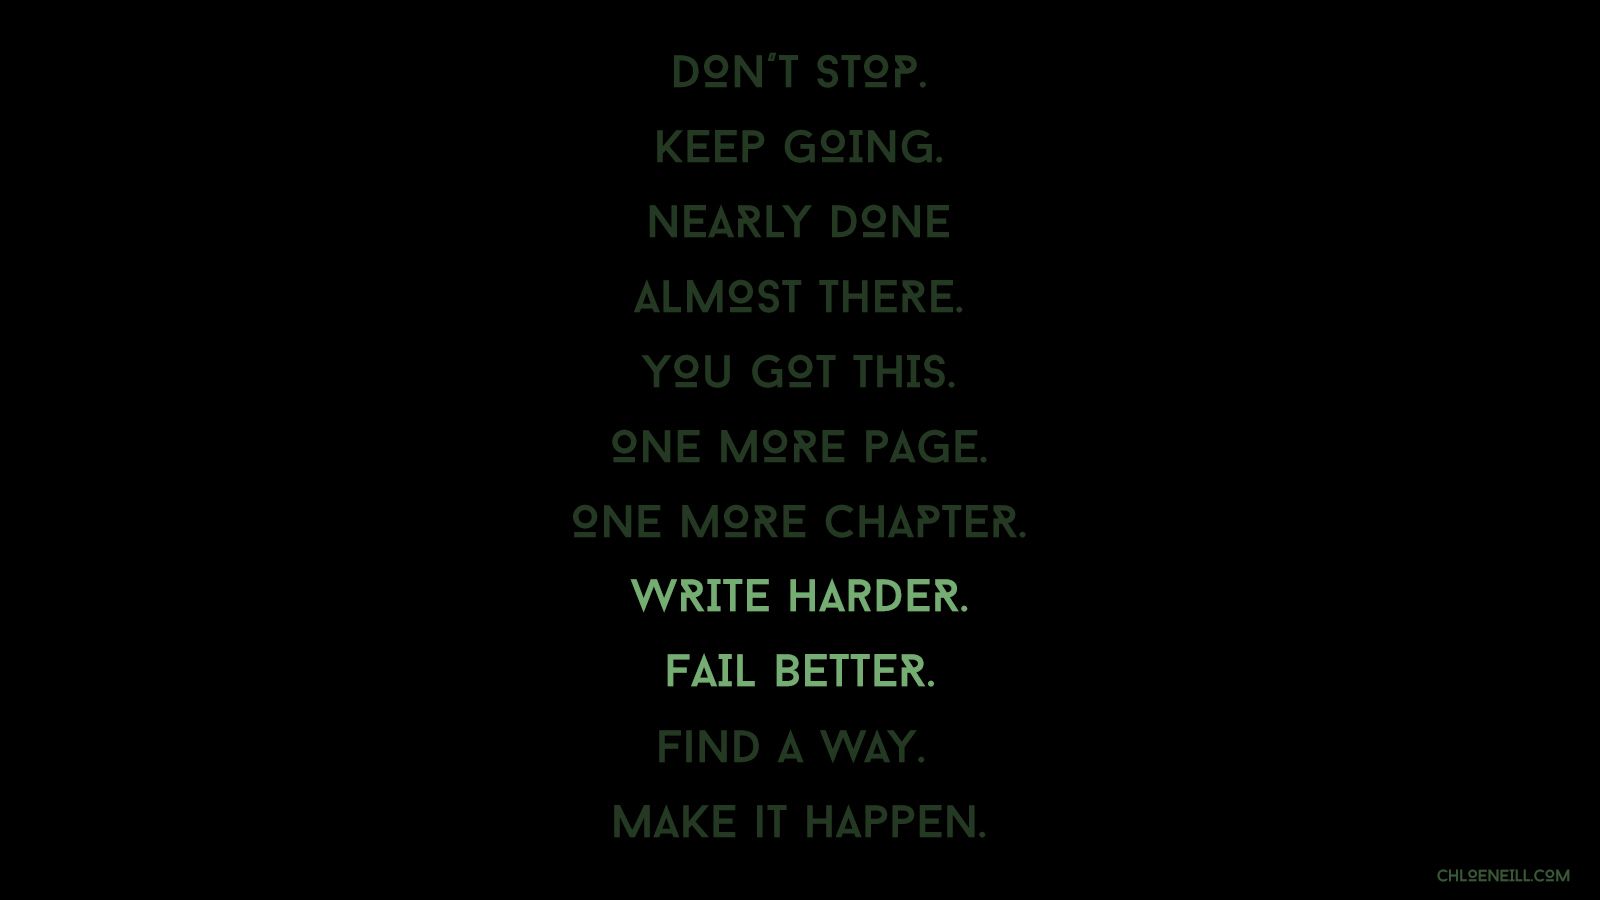 DON'T STOP.
KEEP GOING.
NEARLY DONE
ALMOST THERE.
YOU GOT THIS.
ONE MORE PAGE.
ONE MORE CHAPTER.
WRITE HARDER.
FAIL BETTER.
FIND A WAY.
MAKE IT HAPPEN.
CHLOENEILL.COM